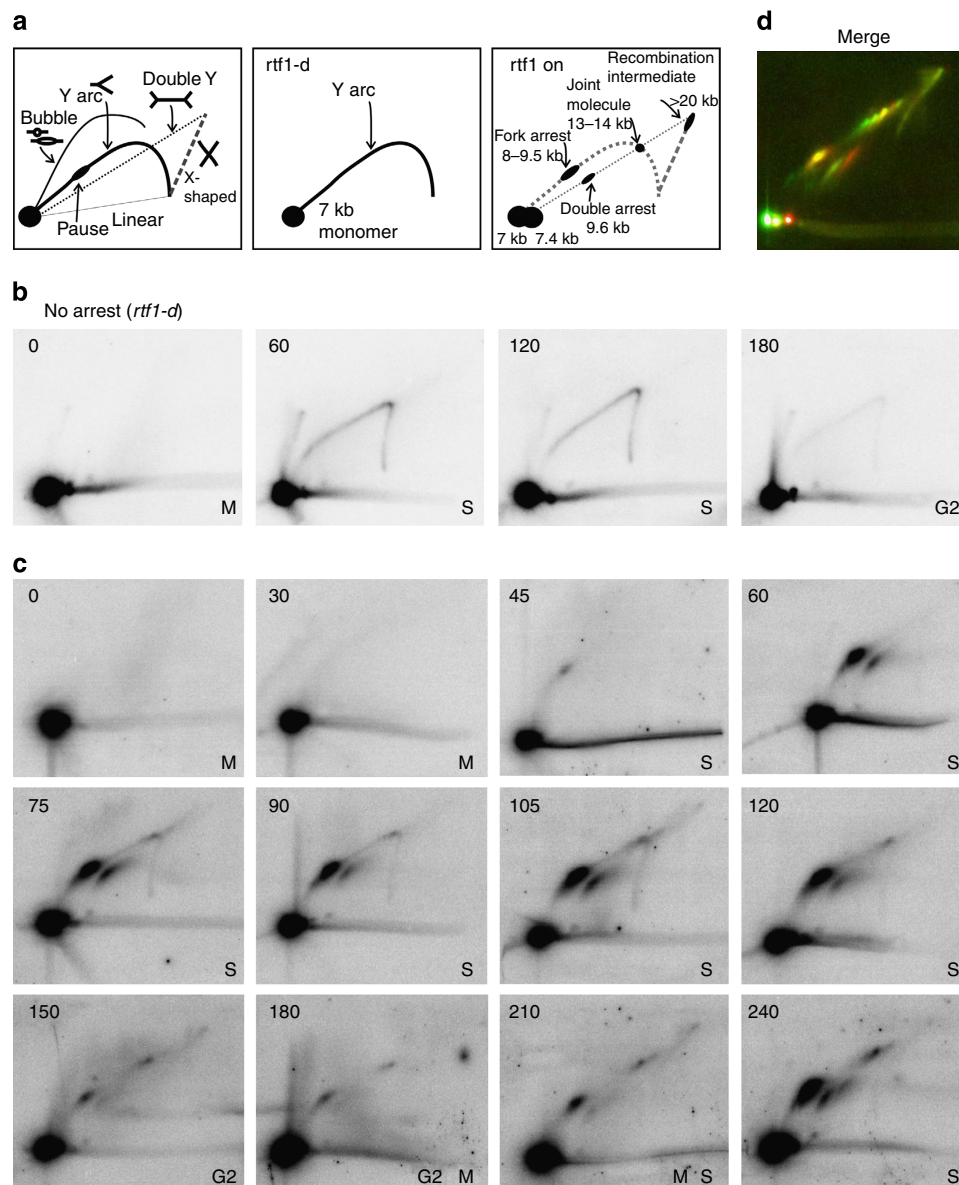 a
Bubble
Y arc
Double Y
X-
shaped
Pause
Linear
rtf1-d
Y arc
7 kb
monomer
rtf1 on
Recombination
intermediate
>20 kb
Joint
molecule
13–14 kb
Fork arrest
8–9.5 kb
Double arrest
9.6 kb
7 kb 7.4 kb
d
Merge
b
No arrest (rtf1-d)
0
M
60
S
120
S
180
G2
c
0
M
30
M
45
S
60
S
75
S
90
S
105
S
120
S
150
G2
180
G2 M
210
M S
240
S